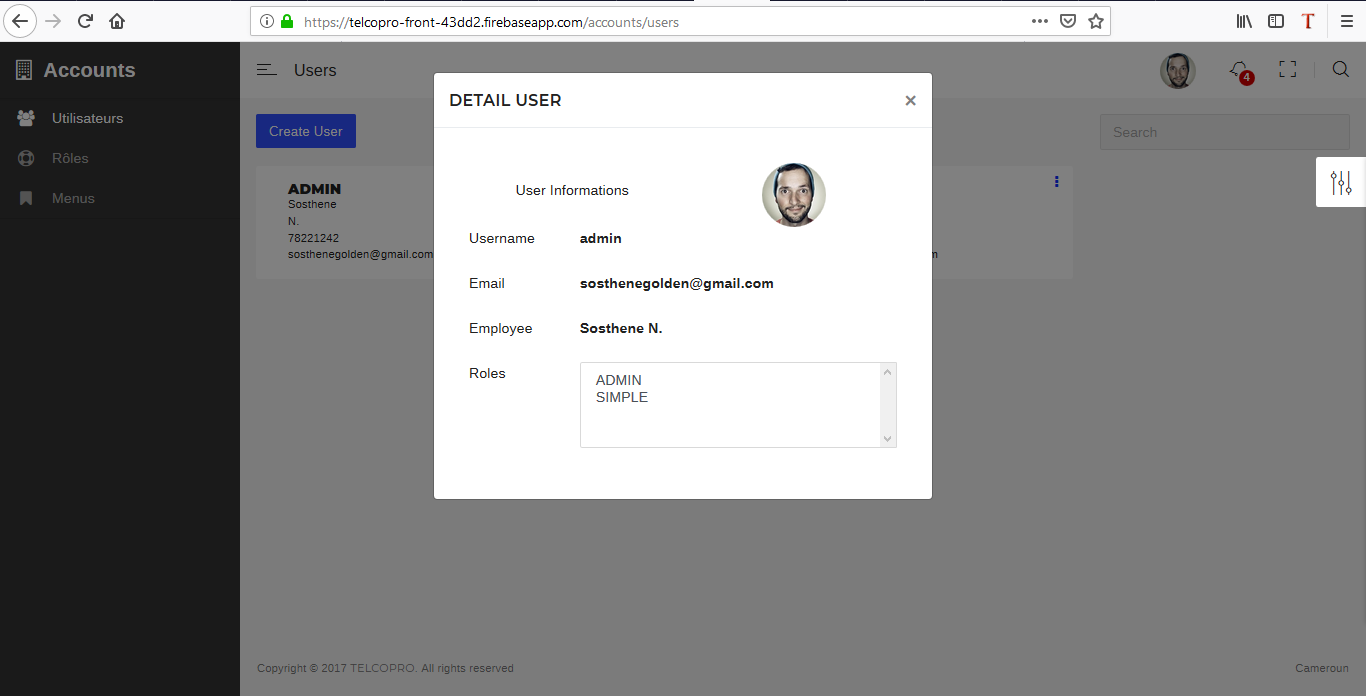 https://telcopro-front-43dd2.firebaseapp.com/accounts/users
T
Accounts
Users
4
Utilisateurs
Rôles
Menus
Create User
Search
ADMIN
Sosthene
N.
78221242
sosthenegolden@gmail.com
m
DETAIL USER
×
User Informations
Username admin
Email sosthenegolden@gmail.com
Employee Sosthene N.
Roles ADMIN
SIMPLE
Copyright © 2017 TELCOPRO. All rights reserved
Cameroun